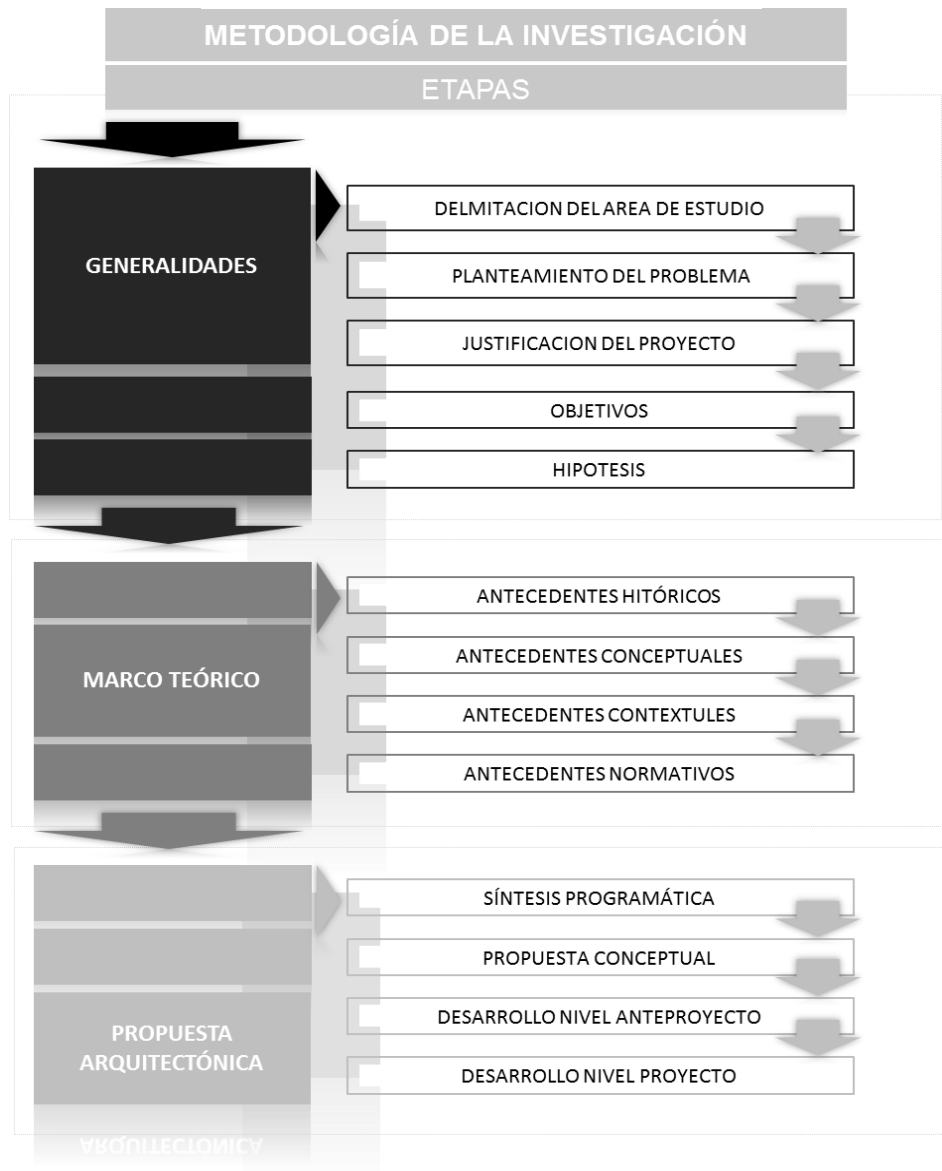 METODOLOGÍA DE LA INVESTIGACIÓN
ETAPAS
GENERALIDADES
DELMITACION DEL AREA DE ESTUDIO
PLANTEAMIENTO DEL PROBLEMA
JUSTIFICACION DEL PROYECTO
OBJETIVOS
HIPOTESIS
MARCO TEÓRICO
ANTECEDENTES HITÓRICOS
ANTECEDENTES CONCEPTUALES
ANTECEDENTES CONTEXTULES
ANTECEDENTES NORMATIVOS
PROPUESTA
ARQUITECTÓNICA
SÍNTESIS PROGRAMÁTICA
PROPUESTA CONCEPTUAL
DESARROLLO NIVEL ANTEPROYECTO
DESARROLLO NIVEL PROYECTO